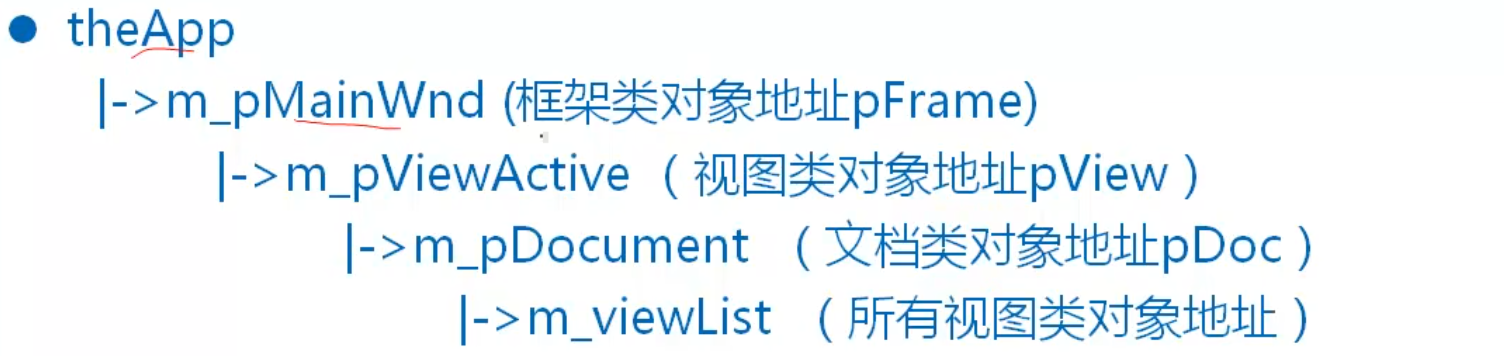 ● theApp
|->m_pMainWnd (框架类对象地址pFrame)
|->m_pViewActive （视图类对象地址pView）
|->m_pDocument （文档类对象地址pDoc）
|->m_viewList （所有视图类对象地址）